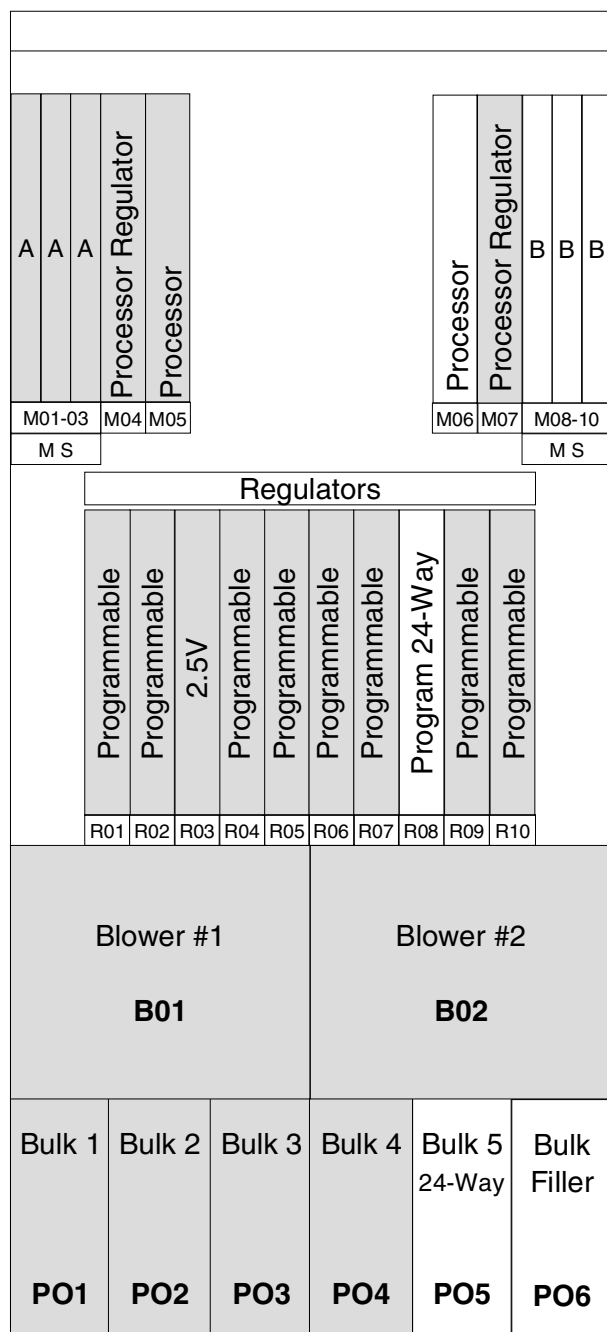 A A A Processor Regulator Processor Processor Processor Regulator B B B
M01-03 M04 M05 M06 M07 M08-10
M S M S
Regulators
Programmable Programmable 2.5V Programmable Programmable Programmable Programmable Program 24-Way Programmable Programmable
R01 R02 R03 R04 R05 R06 R07 R08 R09 R10
Blower #1 Blower #2
B01 B02
Bulk 1 Bulk 2 Bulk 3 Bulk 4 Bulk 5 Bulk
24-Way Filler
PO1 PO2 PO3 PO4 PO5 PO6